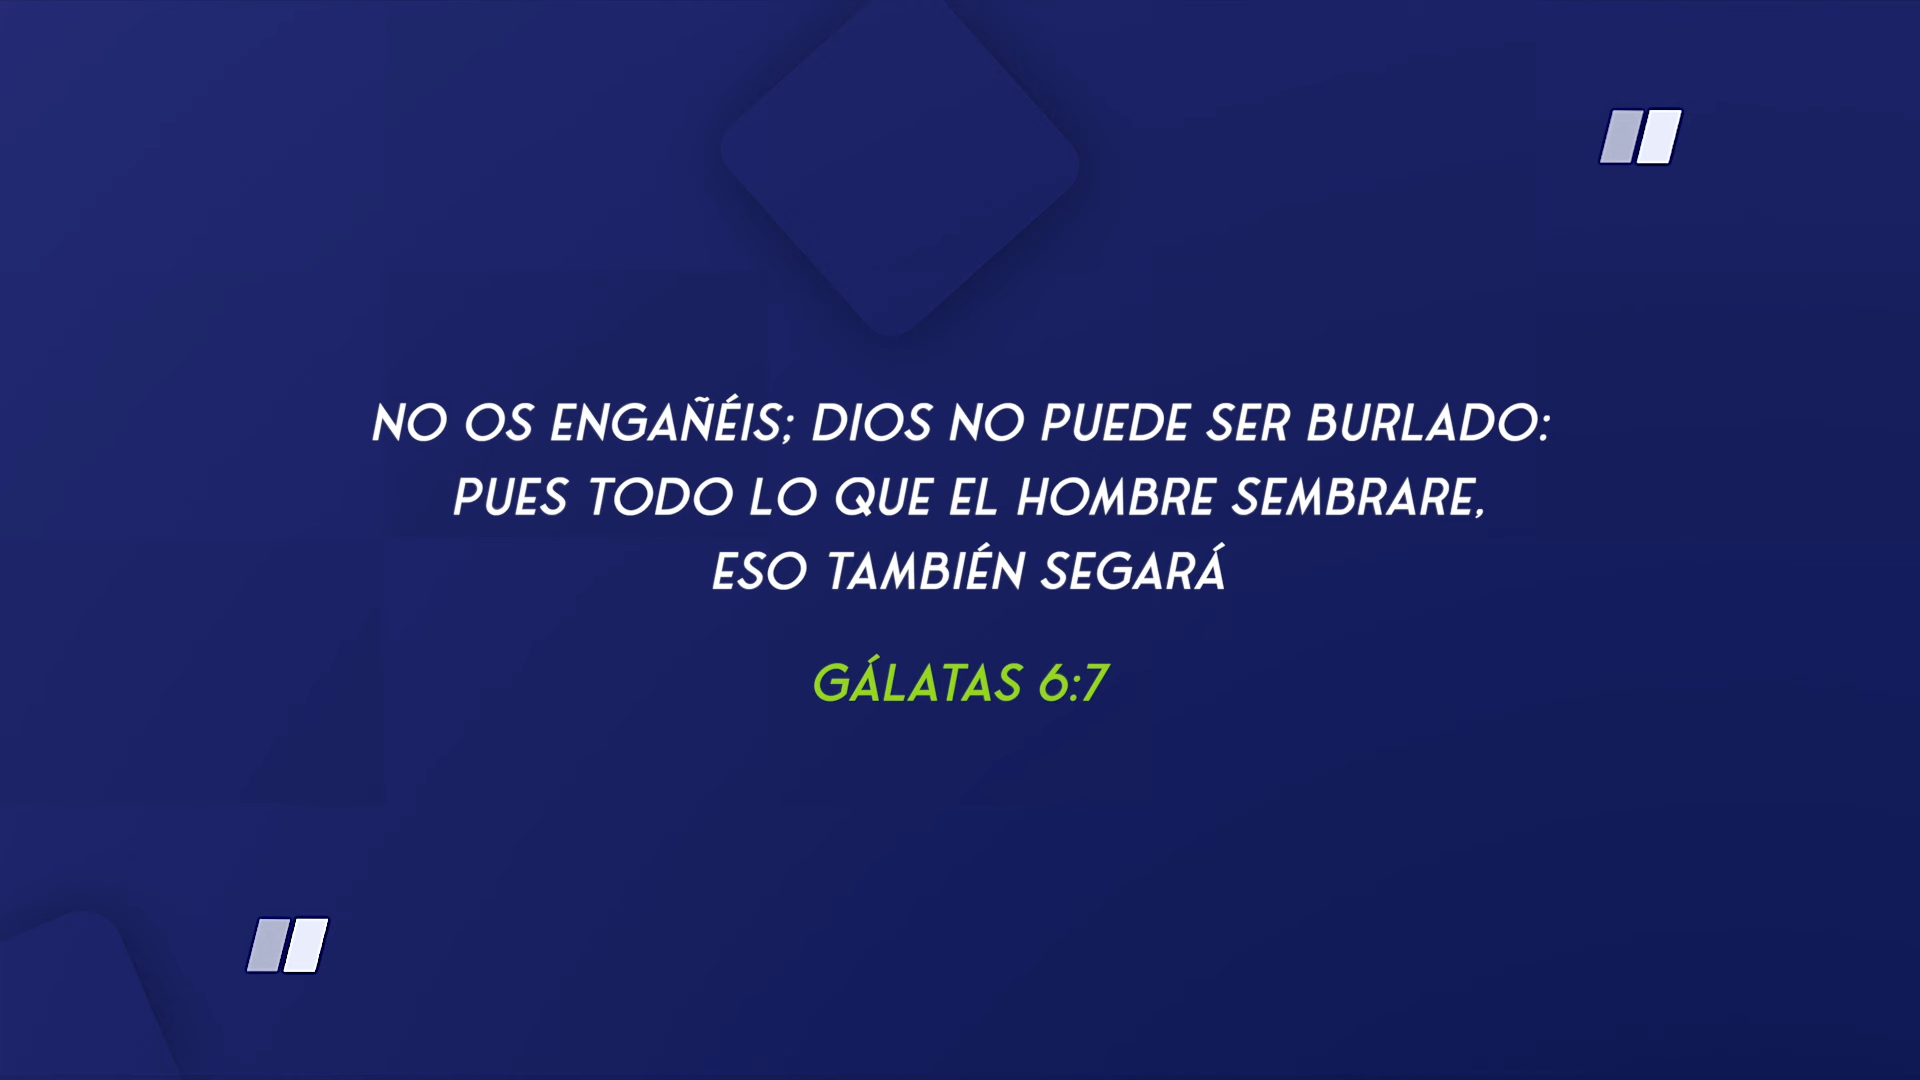 NO OS ENGAÑÉIS; DIOS NO PUEDE SER BURLADO:
PUES TODO LO QUE EL HOMBRE SEMBRARE,
ESO TAMBIÉN SEGARÁ
GÁLATAS 6:7